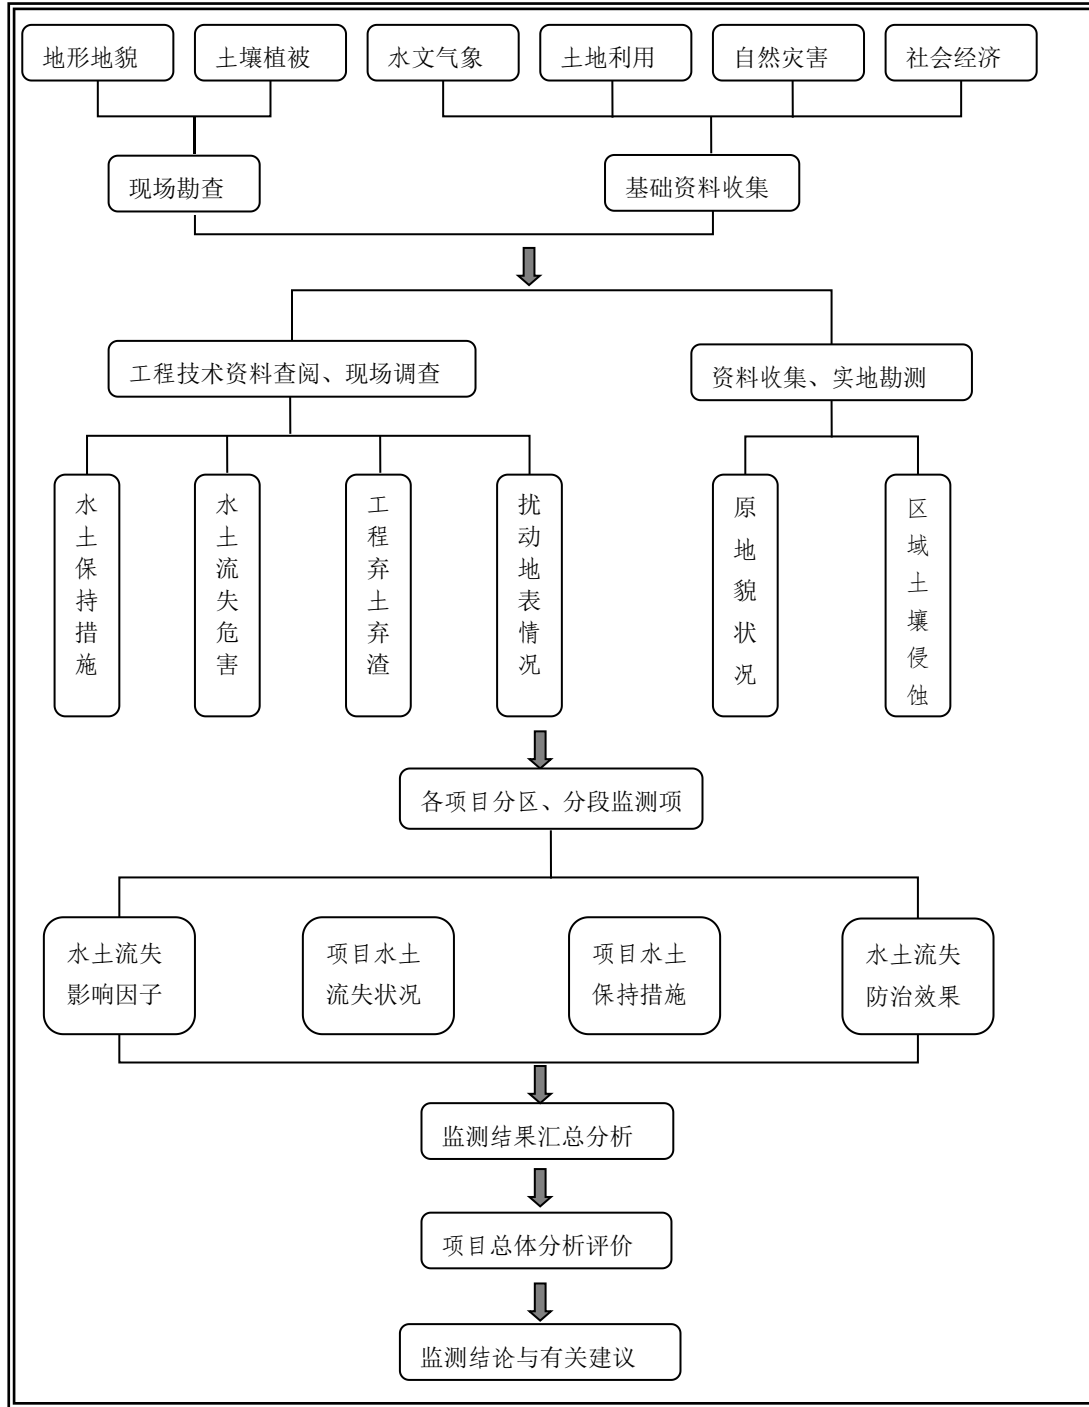 地形地貌
土壤植被
水文气象
土地利用
自然灾害
社会经济
现场勘查
基础资料收集
工程技术资料查阅、现场调查
资料收集、实地勘测
水土保持措施
水土流失危害
工程弃土弃渣
扰动地表情况
原地貌状况
区域土壤侵蚀
各项目分区、分段监测项
水土流失
影响因子
项目水土
流失状况
项目水土
保持措施
水土流失
防治效果
监测结果汇总分析
项目总体分析评价
监测结论与有关建议